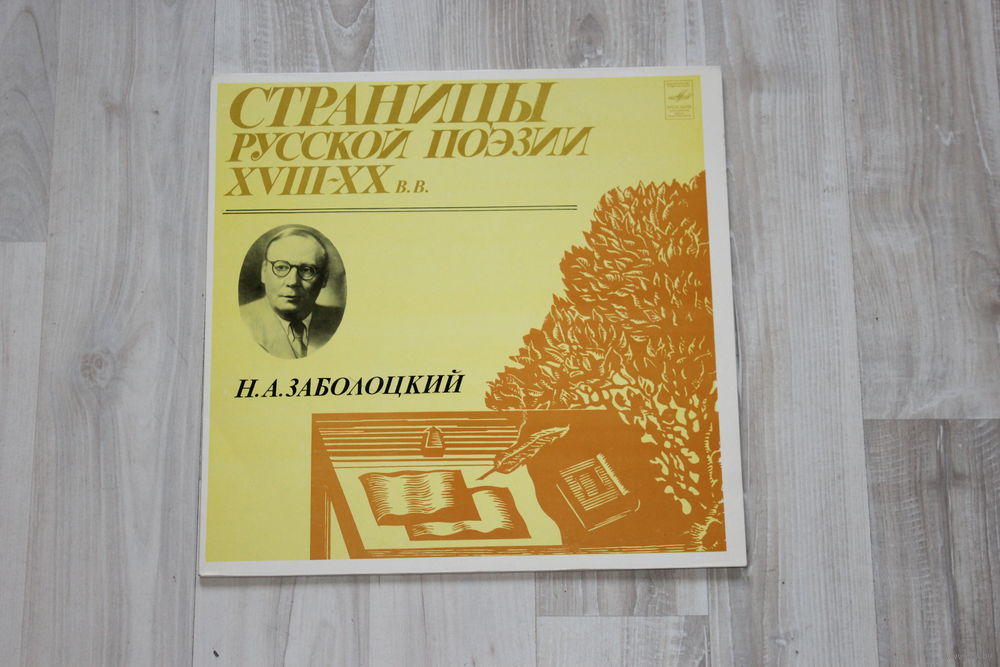 СТРАНИЦЫ
РУССКОЙ ПОЭЗИИ
XVIII-XX В.В.
Н.А.ЗАБОЛОЦКИЙ